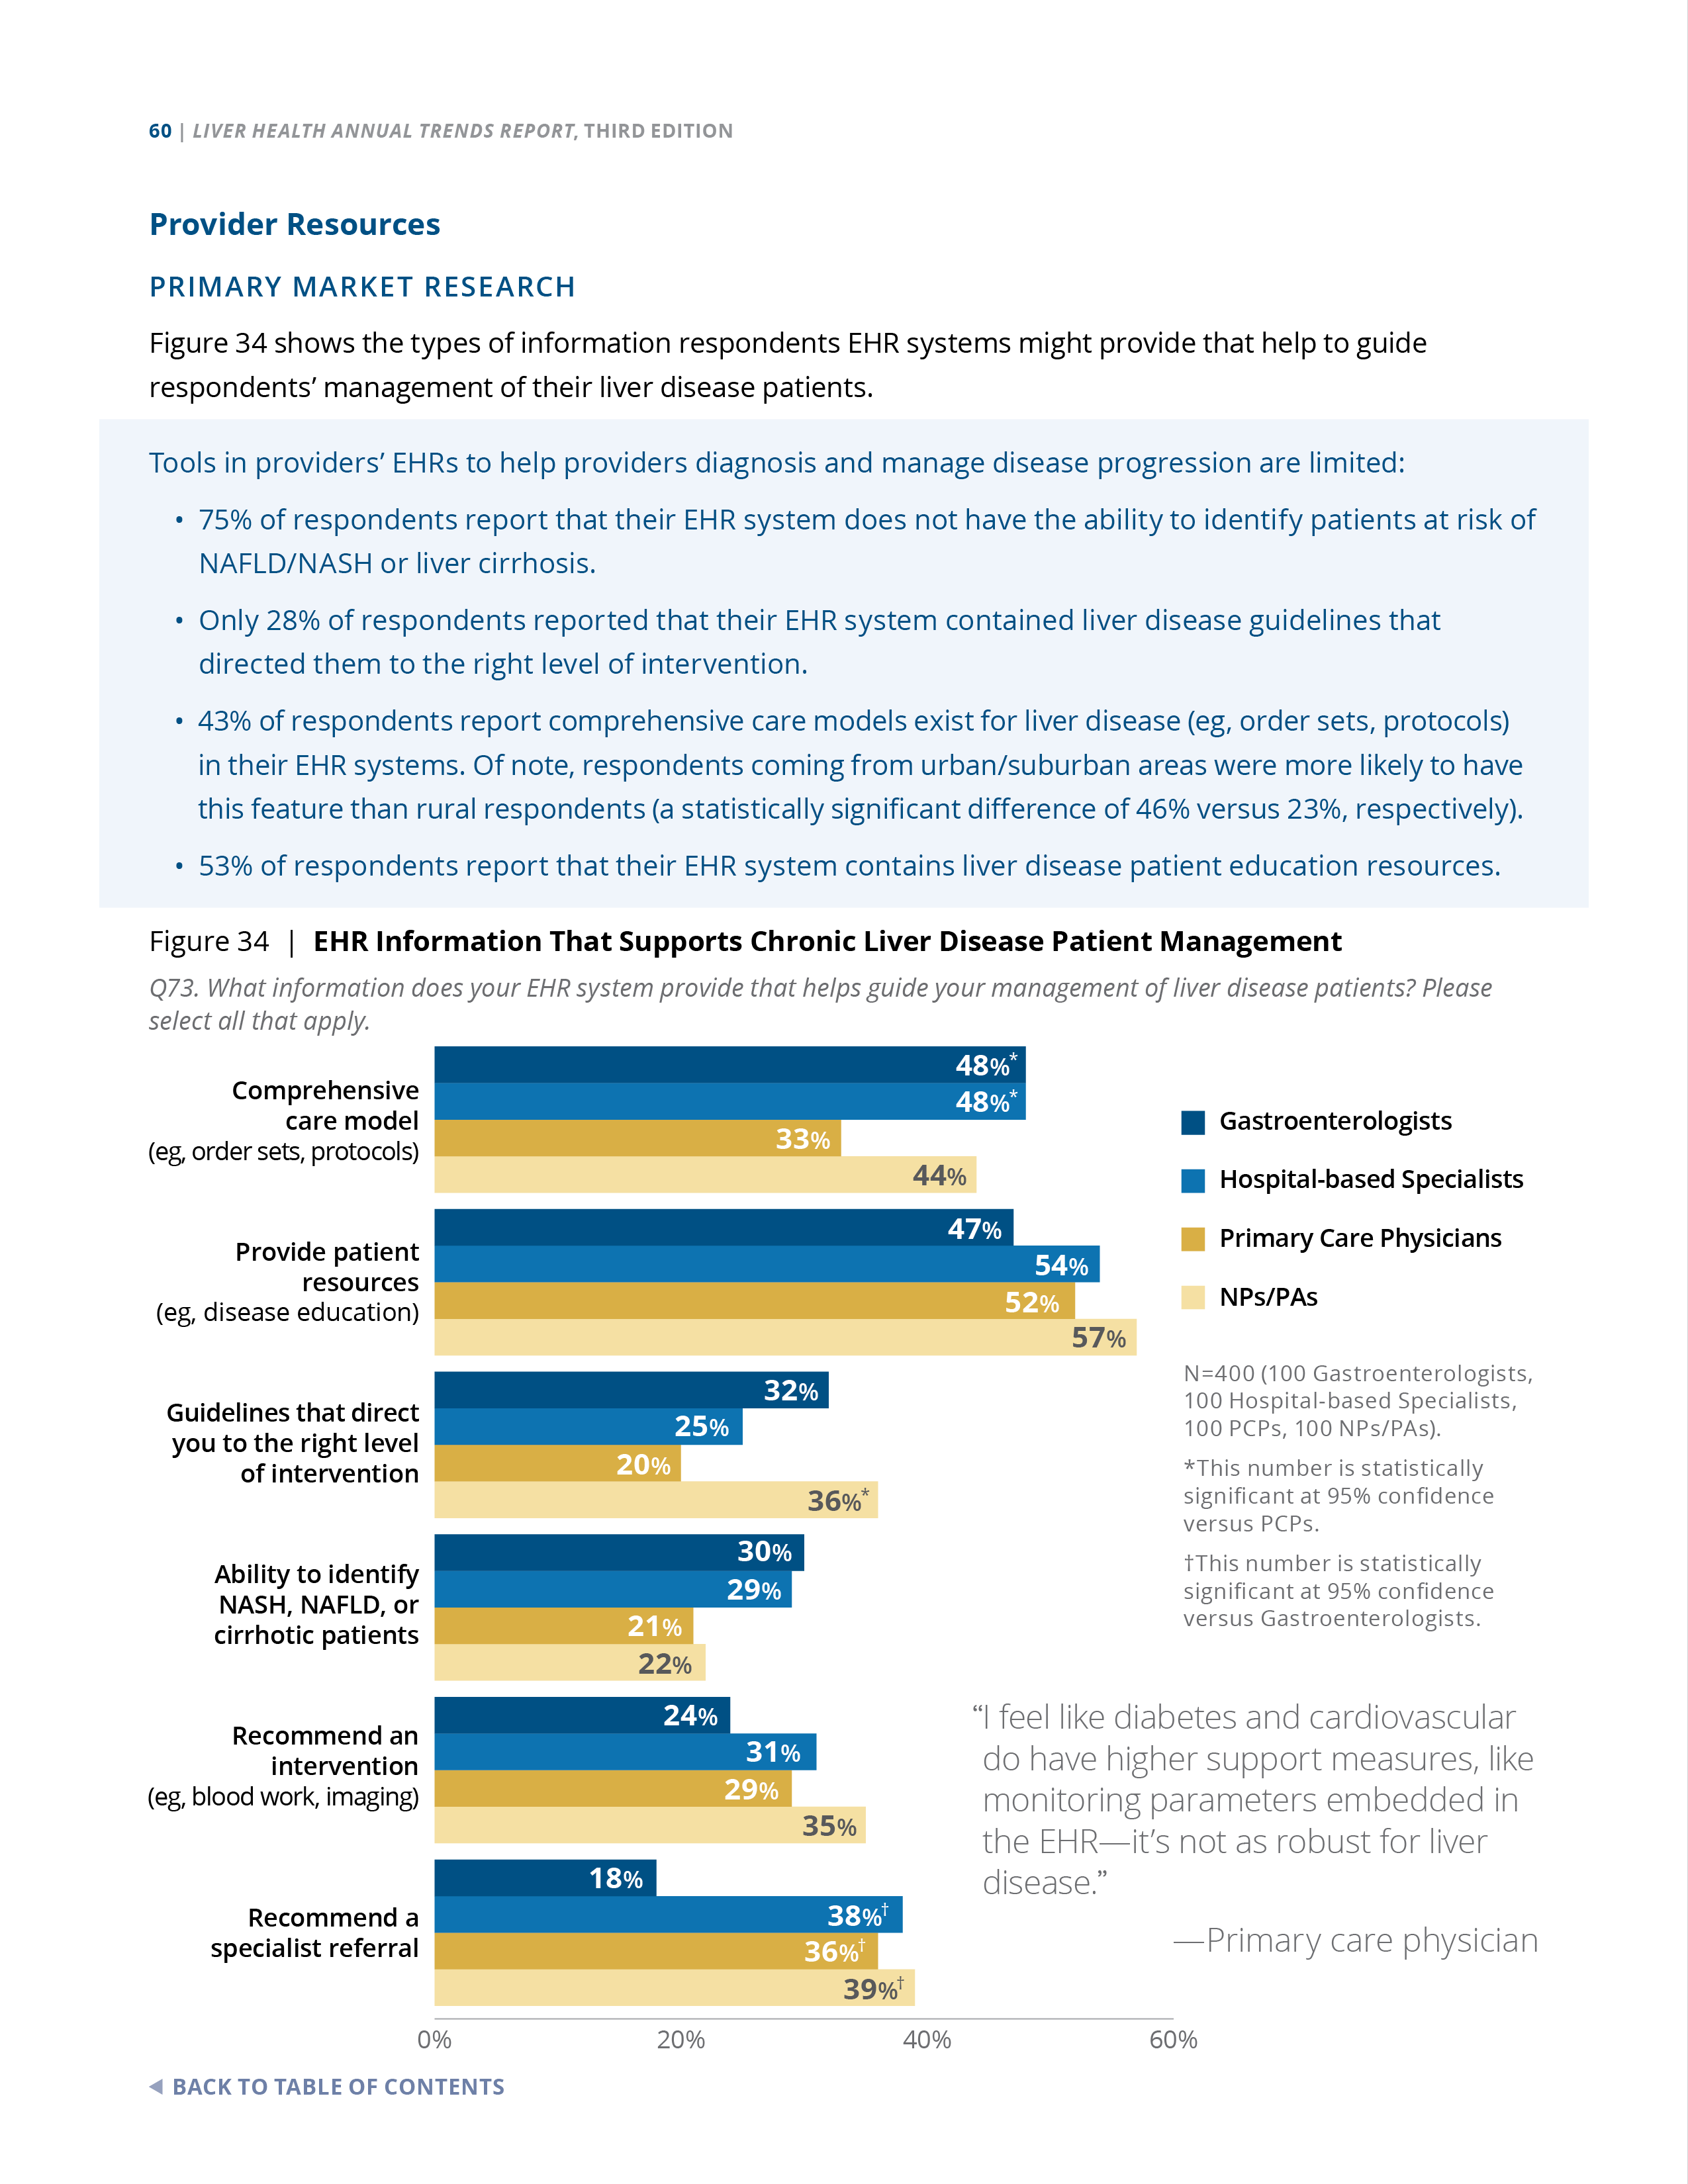 60 | LIVER HEALTH ANNUAL TRENDS REPORT, THIRD EDITION
Provider Resources
PRIMARY MARKET RESEARCH
Figure 34 shows the types of information respondents EHR systems might provide that help to guide
respondents’ management of their liver disease patients.
Tools in providers’ EHRs to help providers diagnosis and manage disease progression are limited:
• 75% of respondents report that their EHR system does not have the ability to identify patients at risk of
NAFLD/NASH or liver cirrhosis.
• Only 28% of respondents reported that their EHR system contained liver disease guidelines that
directed them to the right level of intervention.
• 43% of respondents report comprehensive care models exist for liver disease (eg, order sets, protocols)
in their EHR systems. Of note, respondents coming from urban/suburban areas were more likely to have
this feature than rural respondents (a statistically significant difference of 46% versus 23%, respectively).
• 53% of respondents report that their EHR system contains liver disease patient education resources.
Figure 34 | EHR Information That Supports Chronic Liver Disease Patient Management
Q73. What information does your EHR system provide that helps guide your management of liver disease patients? Please
select all that apply.
Comprehensive
care model
(eg, order sets, protocols)
48%*
48%*
33%
44%
Provide patient
resources
(eg, disease education)
47%
54%
52%
57%
Guidelines that direct
you to the right level
of intervention
32%
25%
20%
36%*
Ability to identify
NASH, NAFLD, or
cirrhotic patients
30%
29%
21%
22%
Recommend an
intervention
(eg, blood work, imaging)
24%
31%
29%
35%
Recommend a
specialist referral
18%
38%†
36%†
39%†
0% 20% 40% 60%
Gastroenterologists
Hospital-based Specialists
Primary Care Physicians
NPs/PAs
N=400 (100 Gastroenterologists,
100 Hospital-based Specialists,
100 PCPs, 100 NPs/PAs).
*This number is statistically
significant at 95% confidence
versus PCPs.
†This number is statistically
significant at 95% confidence
versus Gastroenterologists.
“I feel like diabetes and cardiovascular
do have higher support measures, like
monitoring parameters embedded in
the EHR—it’s not as robust for liver
disease.”
—Primary care physician
◀ BACK TO TABLE OF CONTENTS